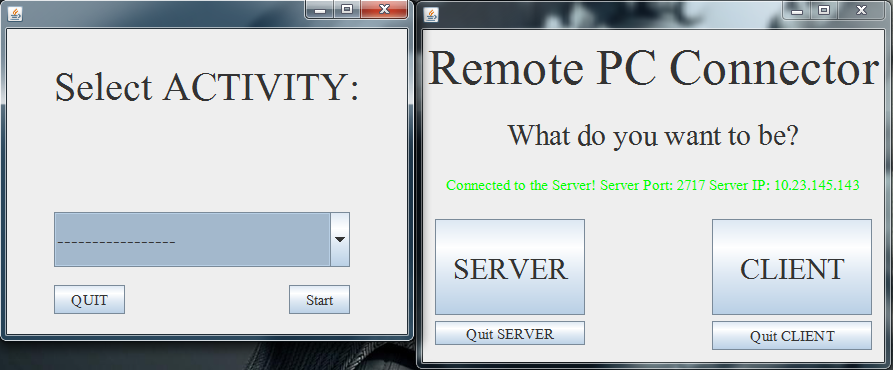 Select ACTIVITY:
-----------------
QUIT
Start
Remote PC Connector
What do you want to be?
Connected to the Server! Server Port: 2717 Server IP: 10.23.145.143
SERVER
CLIENT
Quit SERVER
Quit CLIENT